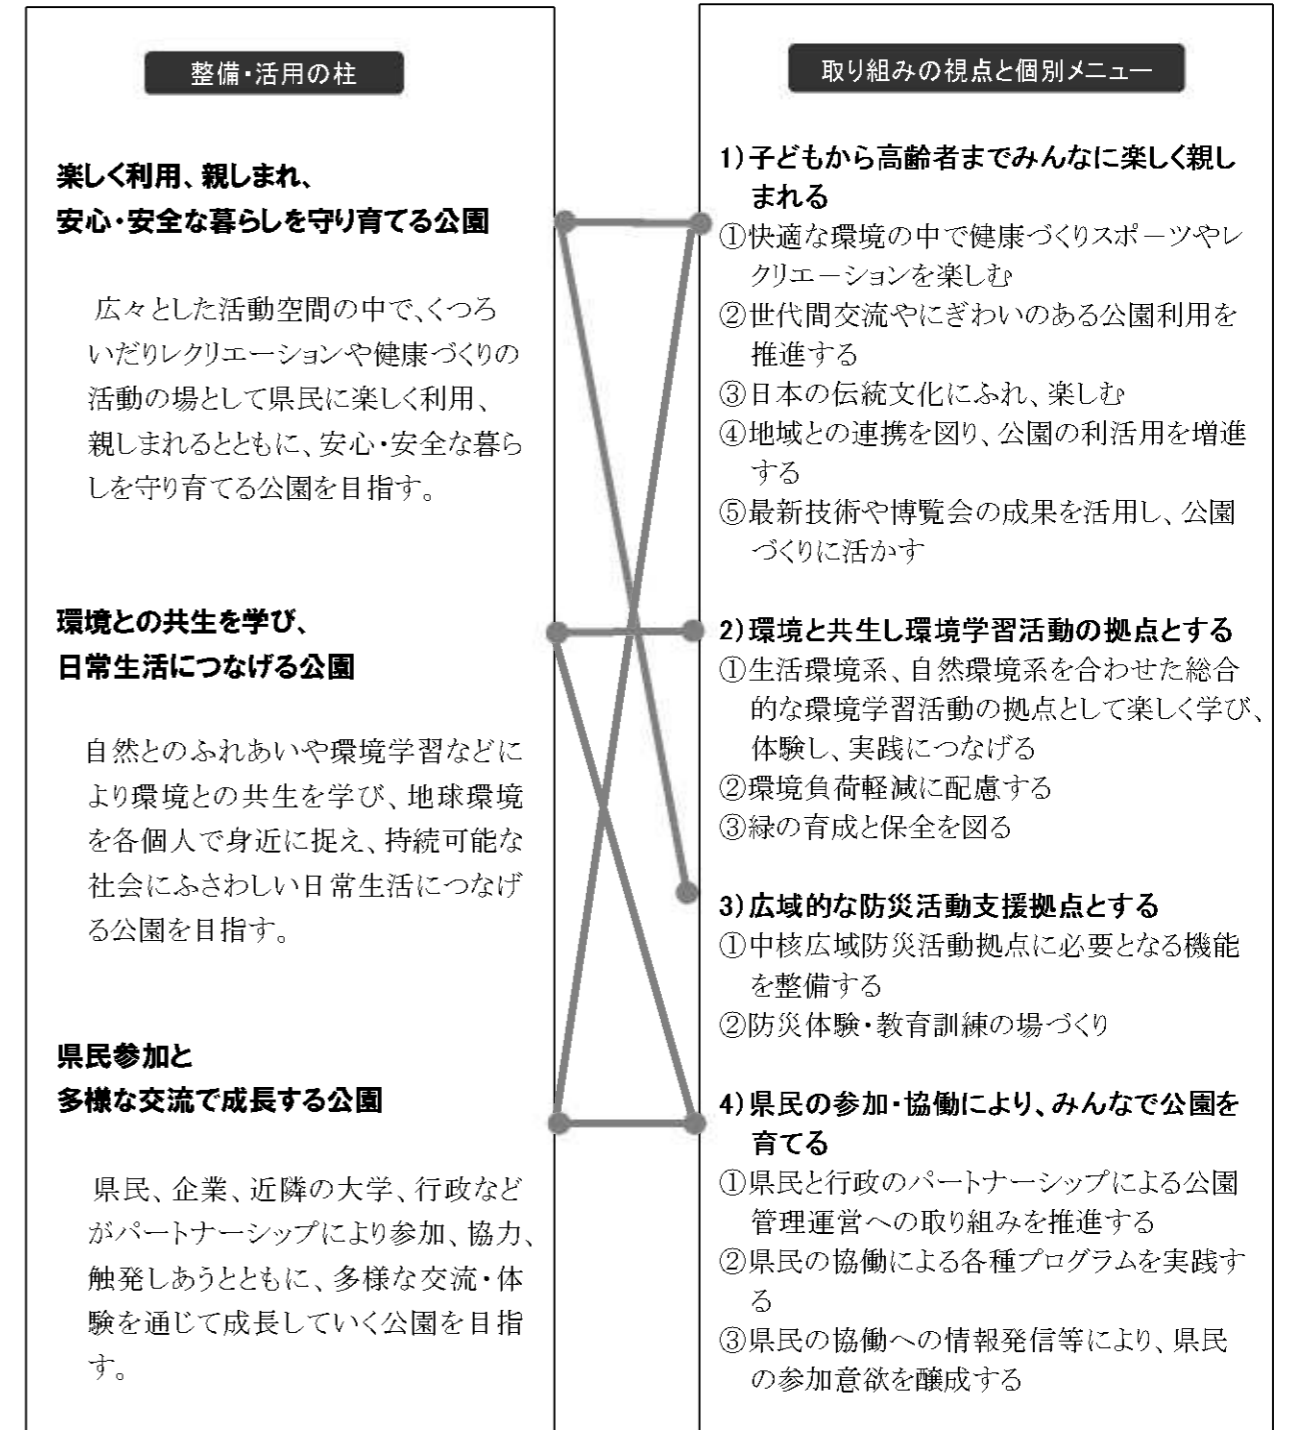 整備・活用の柱
楽しく利用、親しまれ、
安心・安全な暮らしを守り育てる公園
広々とした活動空間の中で、くつろ
いだりレクリエーションや健康づくりの
活動の場として県民に楽しく利用、
親しまれるとともに、安心・安全な暮ら
しを守り育てる公園を目指す。
環境との共生を学び、
日常生活につなげる公園
自然とのふれあいや環境学習などに
より環境との共生を学び、地球環境
を各個人で身近に捉え、持続可能な
社会にふさわしい日常生活につなげ
る公園を目指す。
県民参加と
多様な交流で成長する公園
県民、企業、近隣の大学、行政など
がパートナーシップにより参加、協力、
触発しあうとともに、多様な交流・体
験を通じて成長していく公園を目指
す。
取り組みの視点と個別メニュー
1)子どもから高齢者までみんなに楽しく親し
まれる
①快適な環境の中で健康づくりスポーツやレ
クリエーションを楽しむ
②世代間交流やにぎわいのある公園利用を
推進する
③日本の伝統文化にふれ、楽しむ
④地域との連携を図り、公園の利活用を増進
する
⑤最新技術や博覧会の成果を活用し、公園
づくりに活かす
2)環境と共生し環境学習活動の拠点とする
①生活環境系、自然環境系を合わせた総合
的な環境学習活動の拠点として楽しく学び、
体験し、実践につなげる
②環境負荷軽減に配慮する
③緑の育成と保全を図る
3)広域的な防災活動支援拠点とする
①中核広域防災活動拠点に必要となる機能
を整備する
②防災体験・教育訓練の場づくり
4)県民の参加・協働により、みんなで公園を
育てる
①県民と行政のパートナーシップによる公園
管理運営への取り組みを推進する
②県民の協働による各種プログラムを実践す
る
③県民の協働への情報発信等により、県民
の参加意欲を醸成する